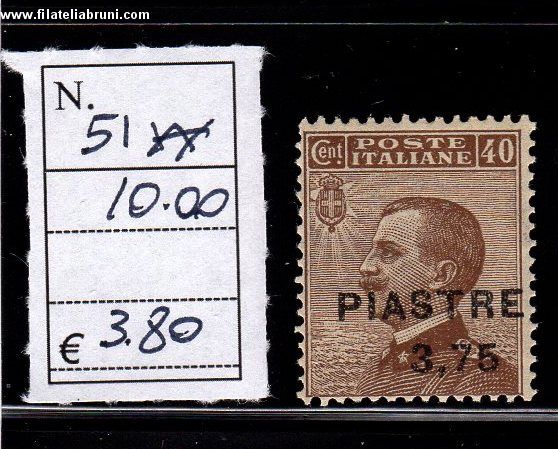 www.filateliabruni.com
N.
51
10.00
€ 3.80
Cent POSTE ITALIANE 40
PIASTRE
3,75